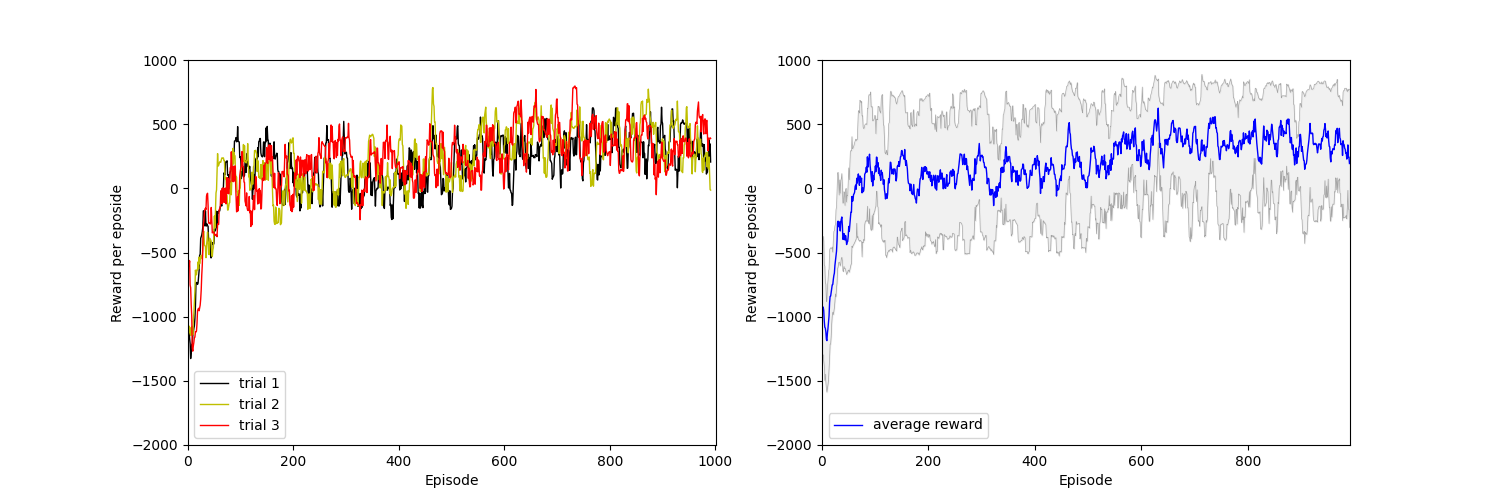 1000
500
0
−500
−1000
−1500
−2000
Reward per eposide
trial 1
trial 2
trial 3
0 200 400 600 800 1000
Episode
1000
500
0
−500
−1000
−1500
−2000
Reward per eposide
average reward
0 200 400 600 800
Episode